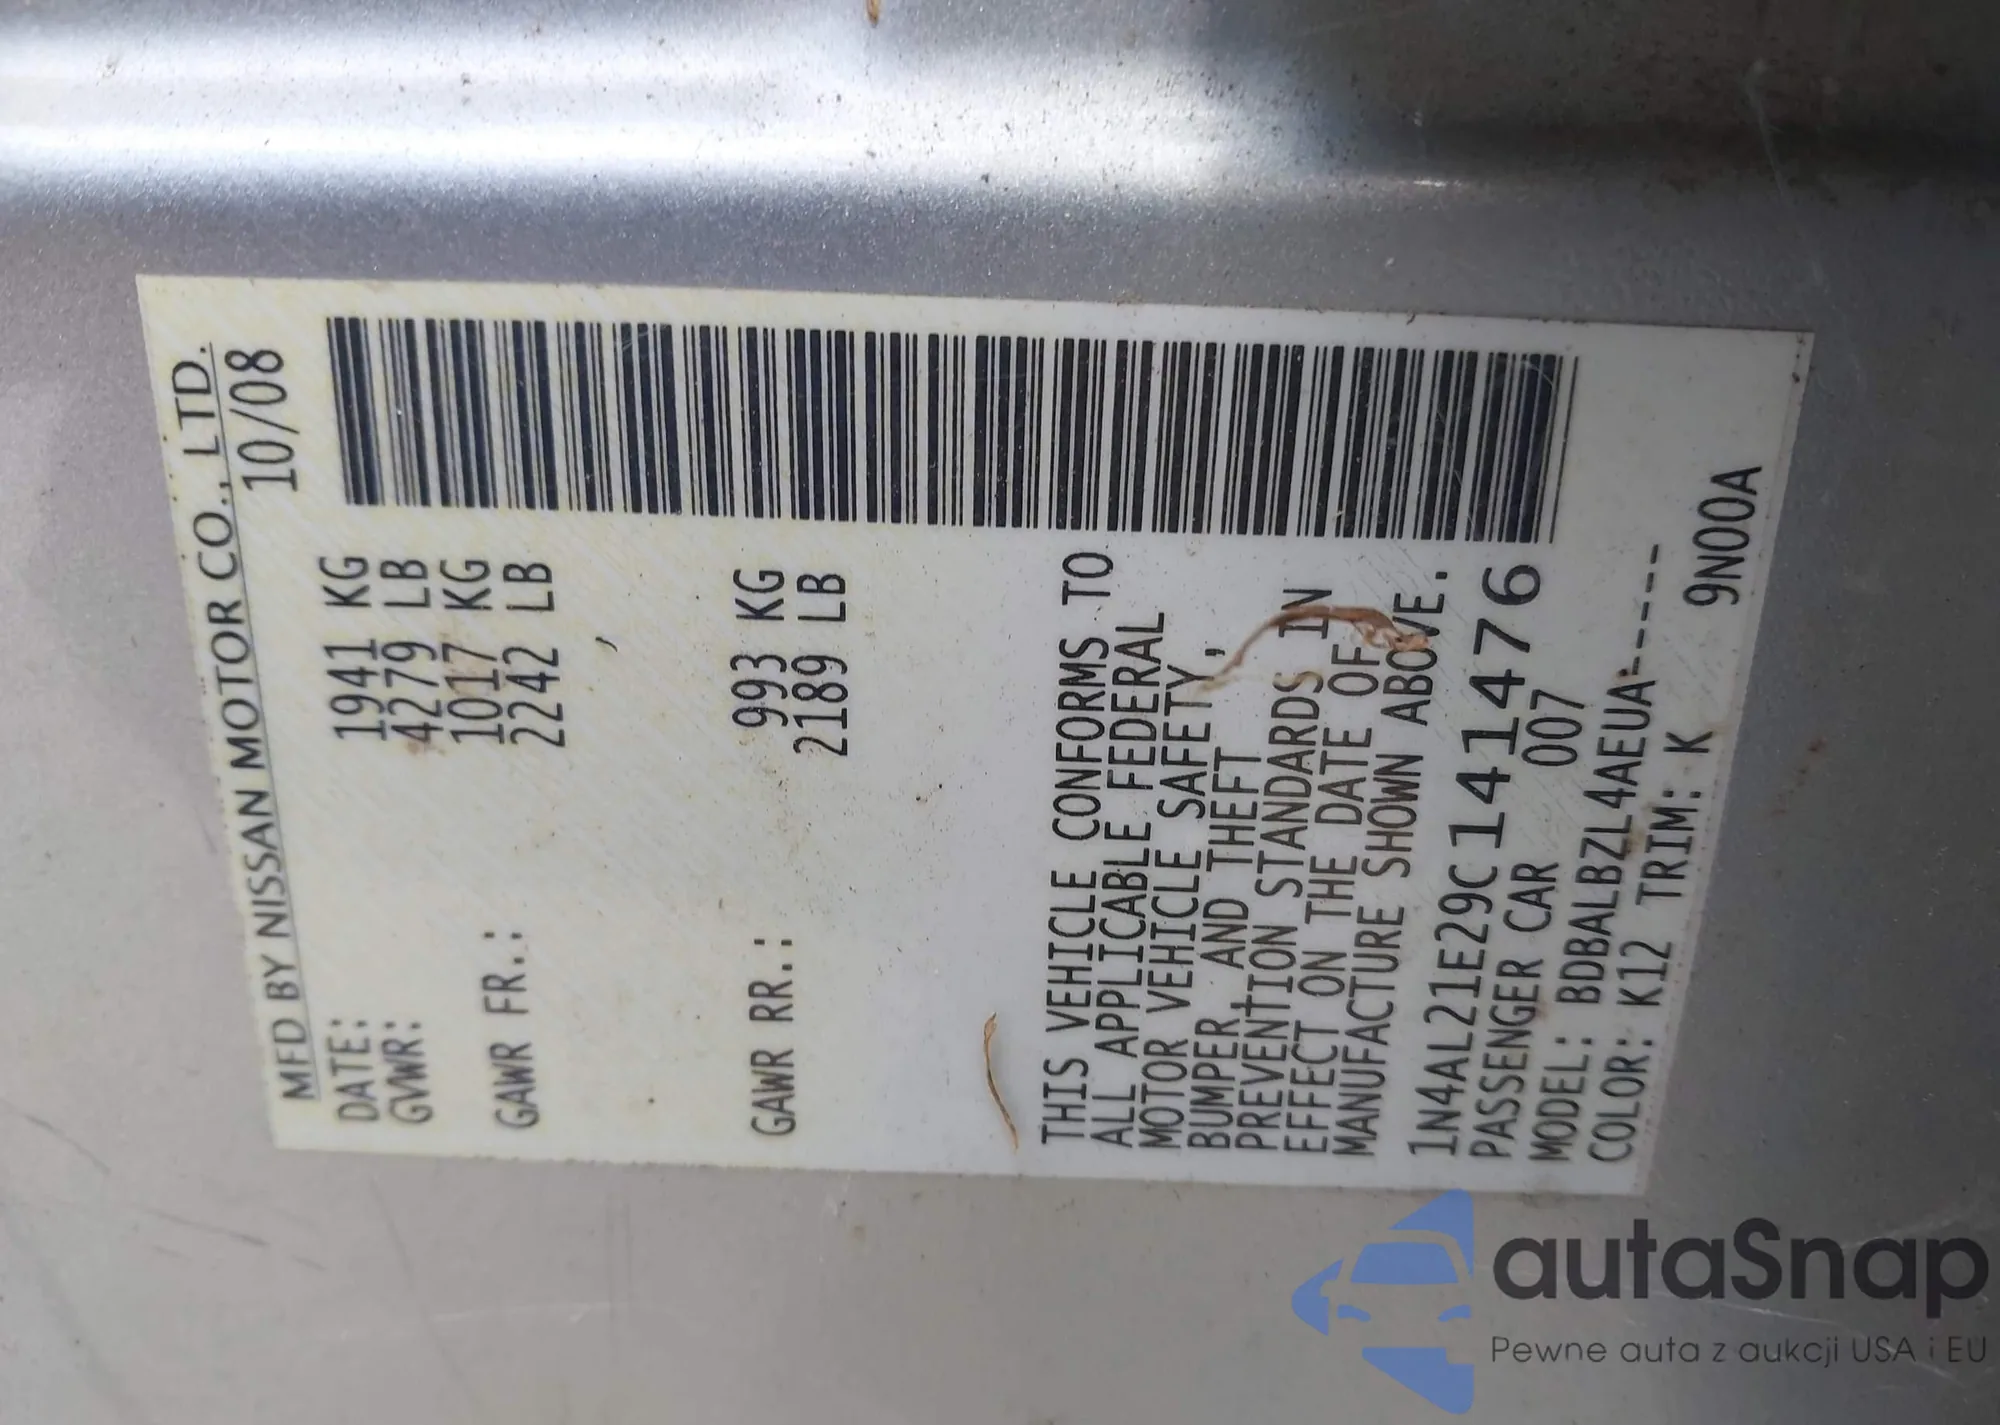 MFD BY NISSAN MOTOR CO., LTD.
DATE: 10/08
GVWR: 1941 KG
4279 LB
GAWR FR.: 1017 KG
2242 LB
,
GAWR RR.: 993 KG
2189 LB
THIS VEHICLE CONFORMS TO
ALL APPLICABLE FEDERAL
MOTOR VEHICLE SAFETY,
BUMPER, AND THEFT
PREVENTION STANDARDS IN
EFFECT ON THE DATE OF
MANUFACTURE SHOWN ABOVE.
1N4AL21E29C141476
PASSENGER CAR 007
MODEL: BDBALBZL4AEUA-----
COLOR: K12 TRIM: K 9N00A
autaSnap
Pewne auta z aukcji USA i EU